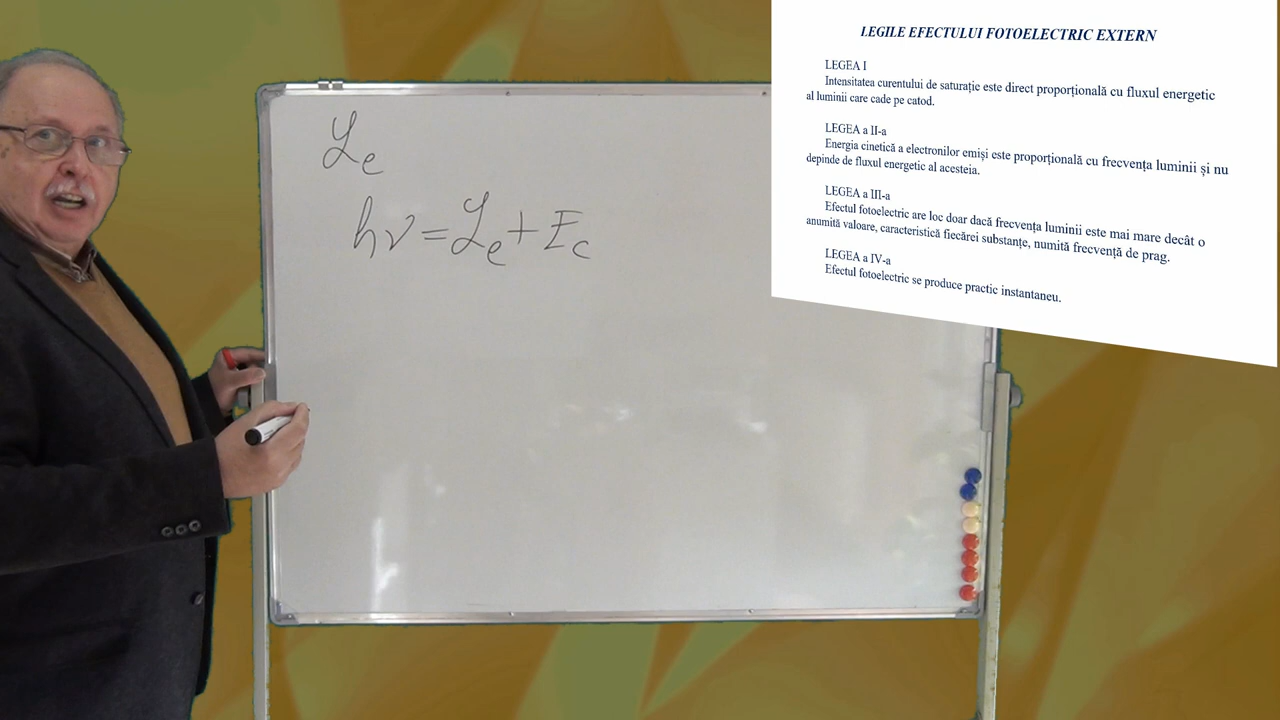 ℒe
hν=ℒe+Ec
LEGILE EFECTULUI FOTOELECTRIC EXTERN
LEGEA I
Intensitatea curentului de saturație este direct proporțională cu fluxul energetic
al luminii care cade pe catod.
LEGEA a II-a
Energia cinetică a electronilor emiși este proporțională cu frecvența luminii și nu
depinde de fluxul energetic al acesteia.
LEGEA a III-a
Efectul fotoelectric are loc doar dacă frecvența luminii este mai mare decât o
anumită valoare, caracteristică fiecărei substanțe, numită frecvență de prag.
LEGEA a IV-a
Efectul fotoelectric se produce practic instantaneu.